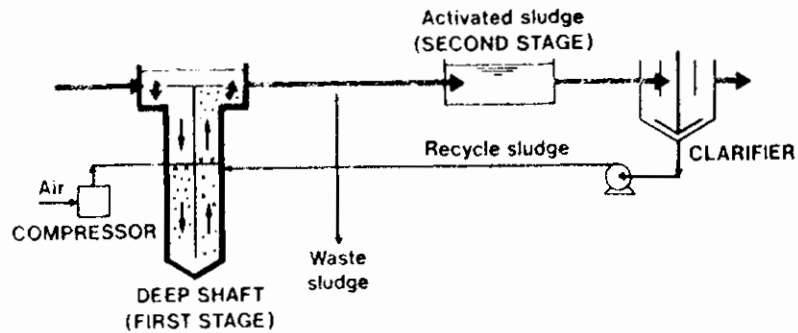 Activated sludge
(SECOND STAGE)
Recycle sludge
CLARIFIER
Air
COMPRESSOR
Waste
sludge
DEEP SHAFT
(FIRST STAGE)